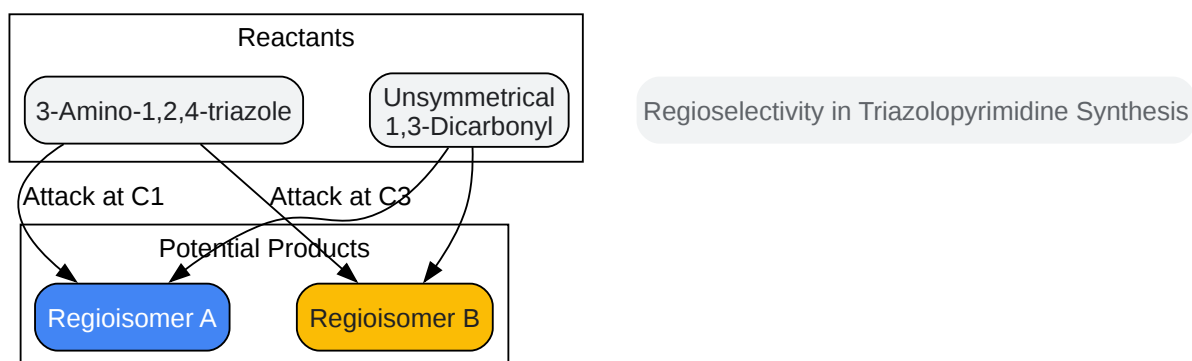 Reactants
3-Amino-1,2,4-triazole
Unsymmetrical
1,3-Dicarbonyl
Regioselectivity in Triazolopyrimidine Synthesis
Attack at C1
Attack at C3
Potential Products
Regioisomer A
Regioisomer B